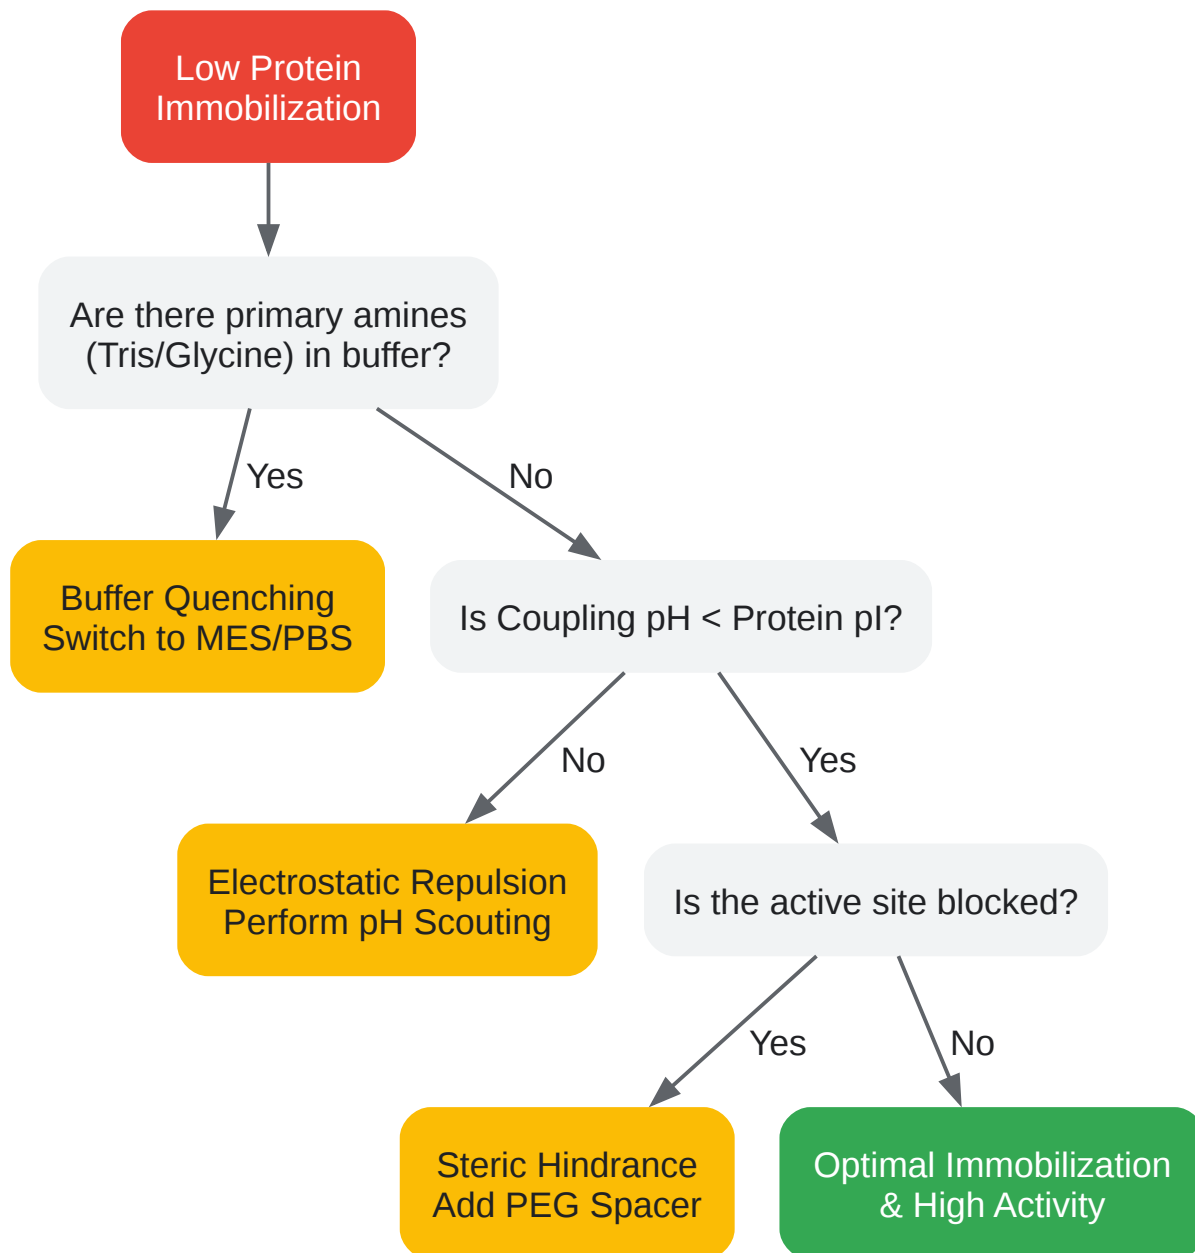 Low Protein
Immobilization
Are there primary amines
(Tris/Glycine) in buffer?
Yes
No
Buffer Quenching
Switch to MES/PBS
Is Coupling pH < Protein pI?
No
Yes
Electrostatic Repulsion
Perform pH Scouting
Is the active site blocked?
Yes
No
Steric Hindrance
Add PEG Spacer
Optimal Immobilization
& High Activity